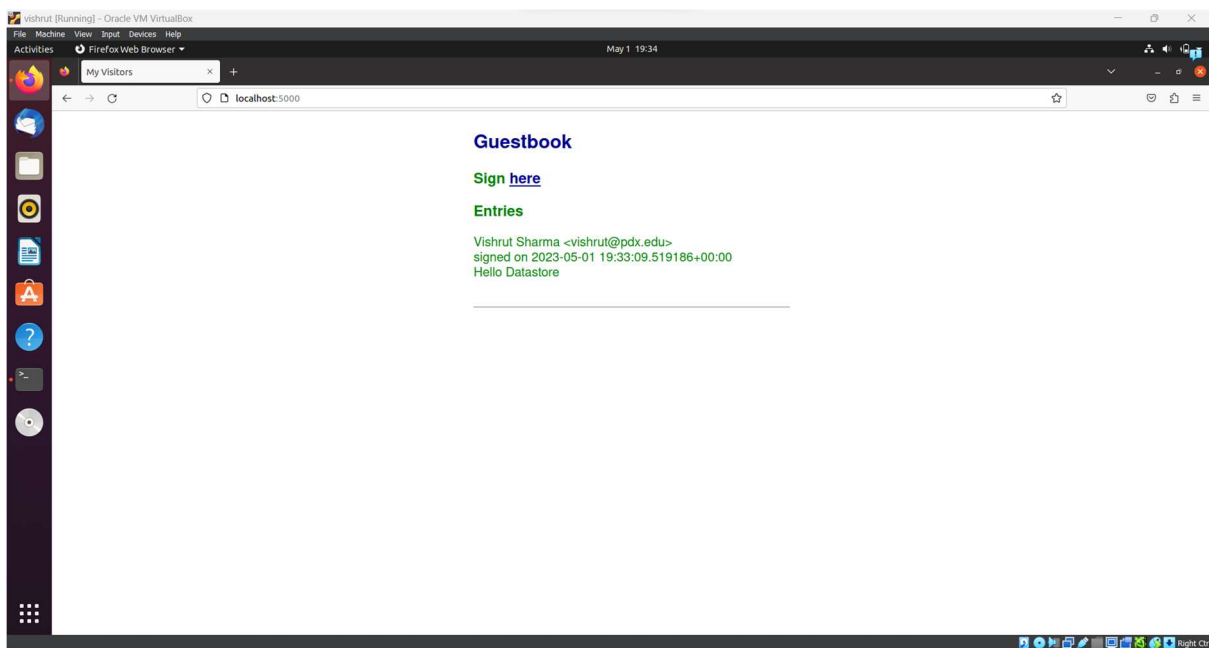 vishrut [Running] - Oracle VM VirtualBox
File Machine View Input Devices Help
Activities Firefox Web Browser May 1 19:34
My Visitors
localhost:5000
Guestbook
Sign here
Entries
Vishrut Sharma <vishrut@pdx.edu>
signed on 2023-05-01 19:33:09.519186+00:00
Hello Datastore
Right Ctrl